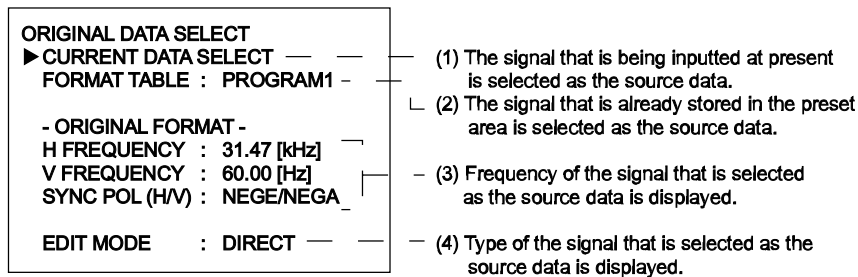 ORIGINAL DATA SELECT
▶ CURRENT DATA SELECT
FORMAT TABLE : PROGRAM1
- ORIGINAL FORMAT -
H FREQUENCY : 31.47 [kHz]
V FREQUENCY : 60.00 [Hz]
SYNC POL (H/V) : NEGE/NEGA
EDIT MODE : DIRECT
(1) The signal that is being inputted at present
is selected as the source data.
(2) The signal that is already stored in the preset
area is selected as the source data.
(3) Frequency of the signal that is selected
as the source data is displayed.
(4) Type of the signal that is selected as the
source data is displayed.